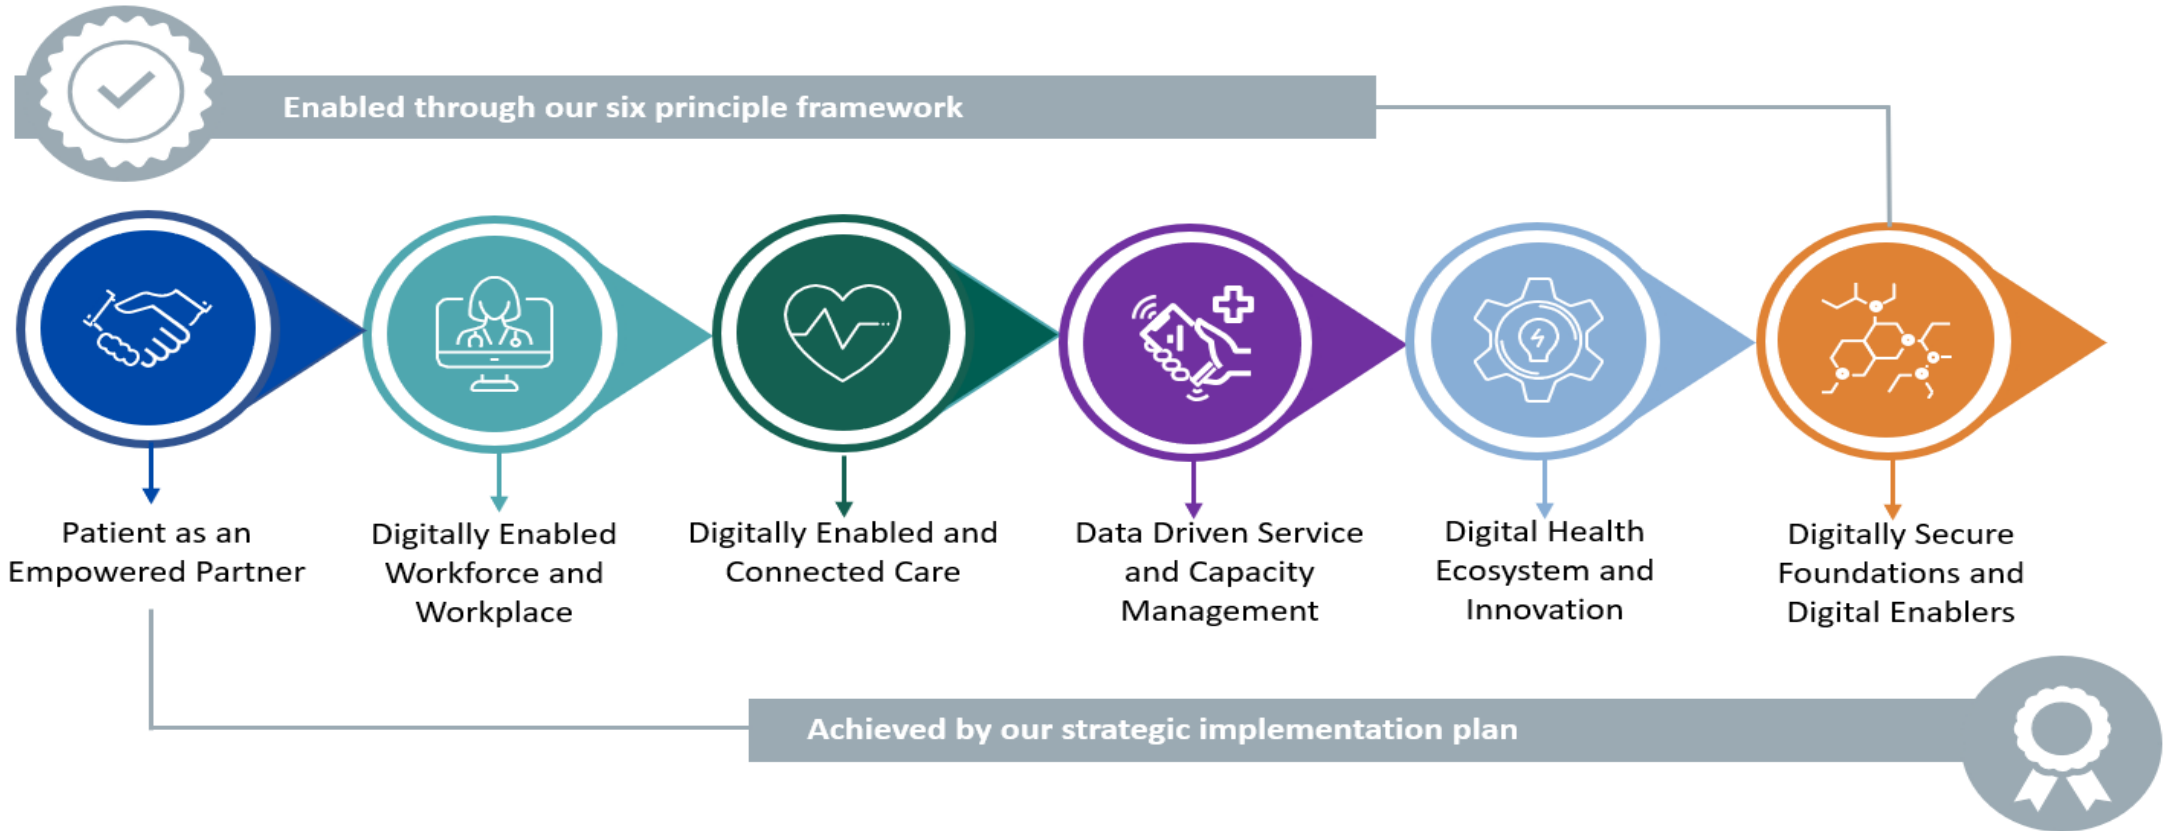 Enabled through our six principle framework
Patient as an
Empowered Partner
Digitally Enabled
Workforce and
Workplace
Digitally Enabled and
Connected Care
Data Driven Service
and Capacity
Management
Digital Health
Ecosystem and
Innovation
Digitally Secure
Foundations and
Digital Enablers
Achieved by our strategic implementation plan